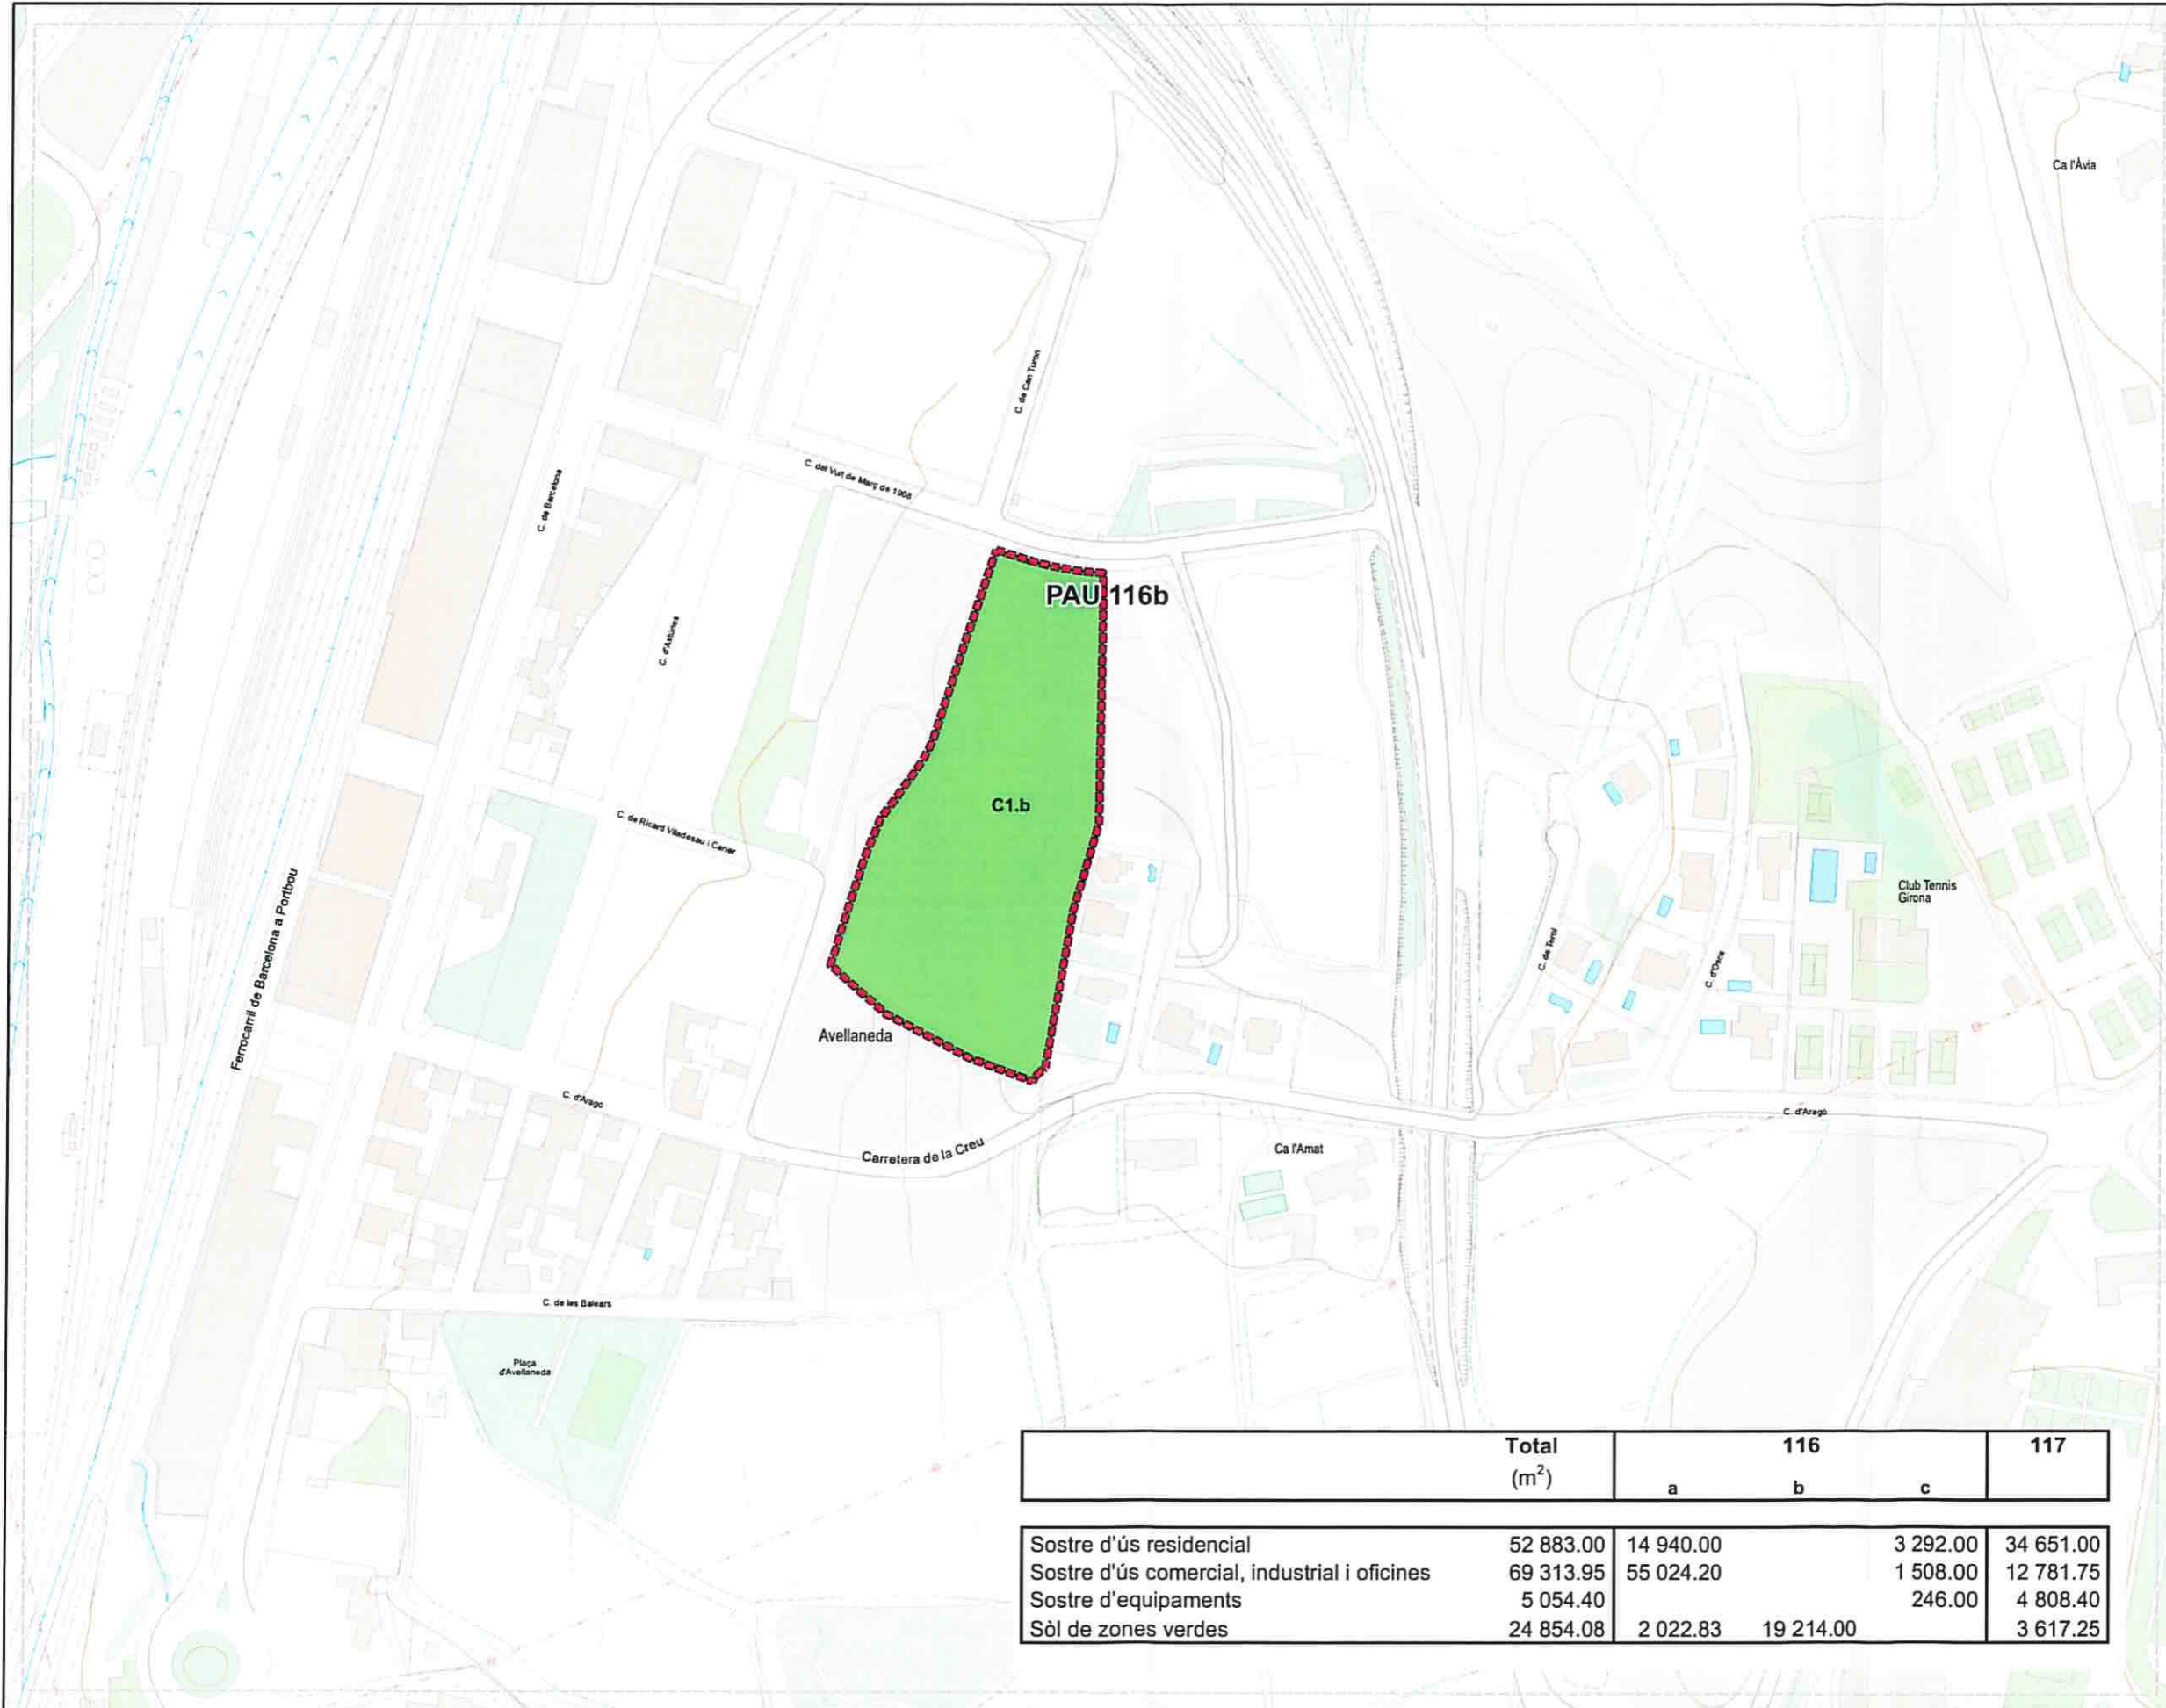 Ca l'Àvia
C. de Can Turon
C. del Vuit de Març de 1908
C. de Barcelona
PAU 116b
C. d'Astúries
C1.b
C. de Ricard Viladesau i Caner
Ferrocarril de Barcelona a Portbou
Club Tennis
Girona
C. de Terol
C. d'Osca
Avellaneda
C. d'Aragó
C. d'Aragó
Carretera de la Creu
Ca l'Amat
C. de les Balears
Plaça
d'Avellaneda
Total 116 117
(m²)
a b c
Sostre d'ús residencial 52 883.00 14 940.00 3 292.00 34 651.00
Sostre d'ús comercial, industrial i oficines 69 313.95 55 024.20 1 508.00 12 781.75
Sostre d'equipaments 5 054.40 246.00 4 808.40
Sòl de zones verdes 24 854.08 2 022.83 19 214.00 3 617.25